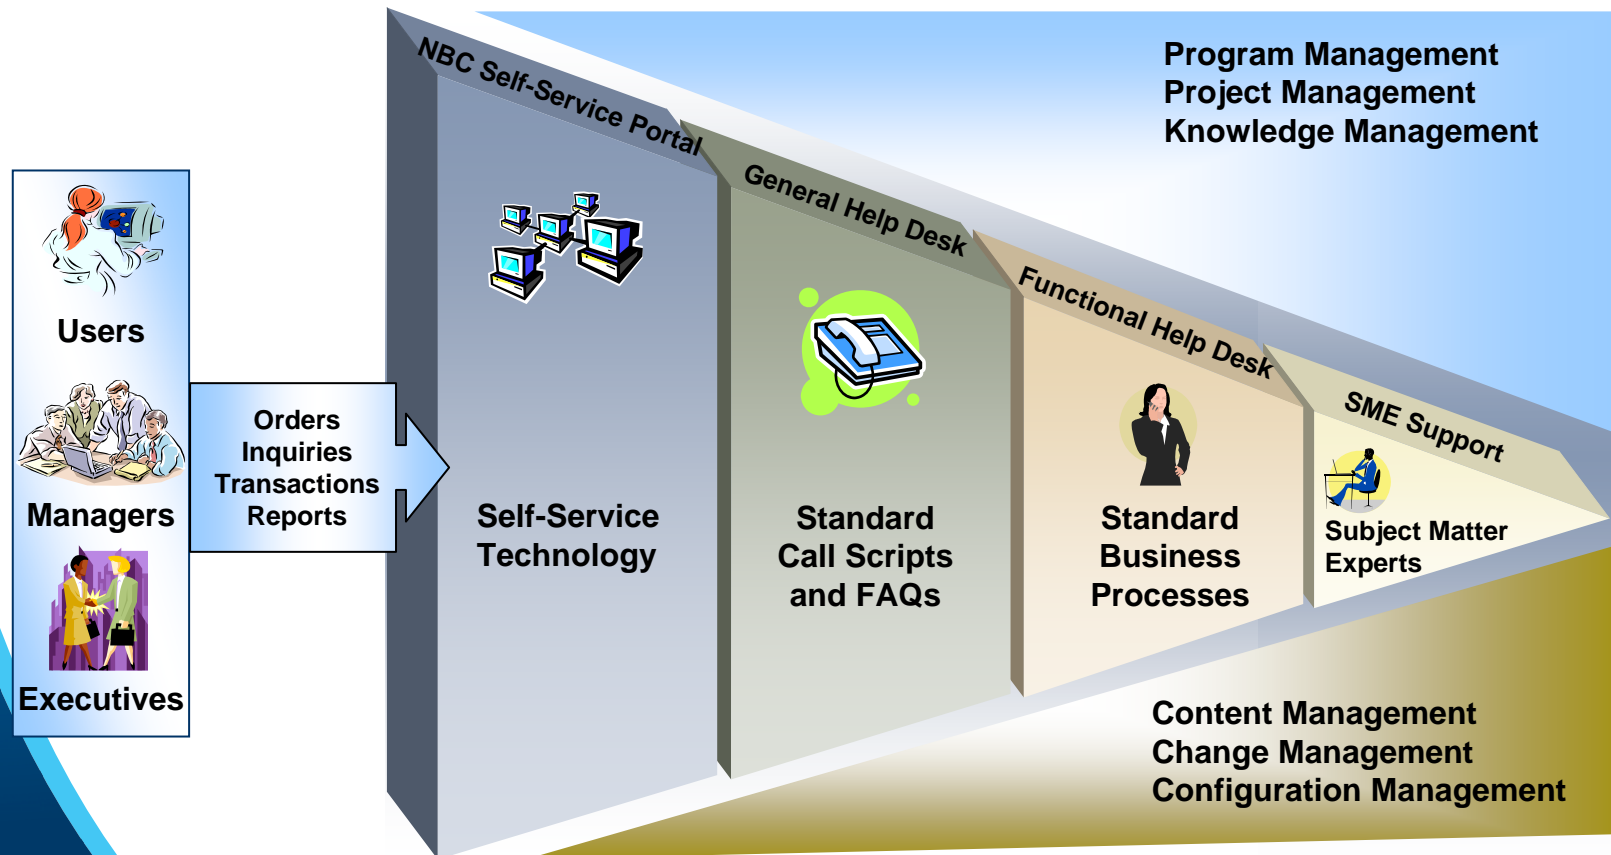 Users
Managers
Executives
Orders
Inquiries
Transactions
Reports
NBC Self-Service Portal
Self-Service
Technology
General Help Desk
Standard
Call Scripts
and FAQs
Functional Help Desk
Standard
Business
Processes
SME Support
Subject Matter
Experts
Program Management
Project Management
Knowledge Management
Content Management
Change Management
Configuration Management